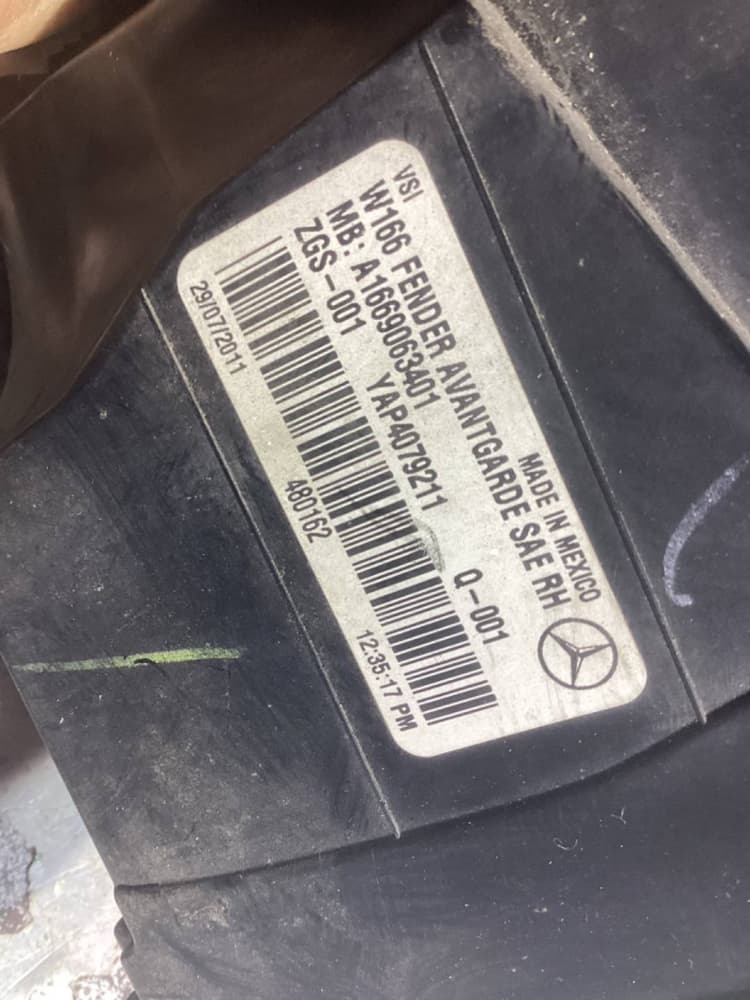 VSI
MADE IN MEXICO
W166 FENDER AVANTGARDE SAE RH
MB: A1669063401 YAP4079211 Q-001
ZGS-001
29/07/2011 480162 12:35:17 PM